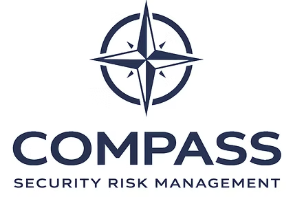 COMPASS
SECURITY RISK MANAGEMENT